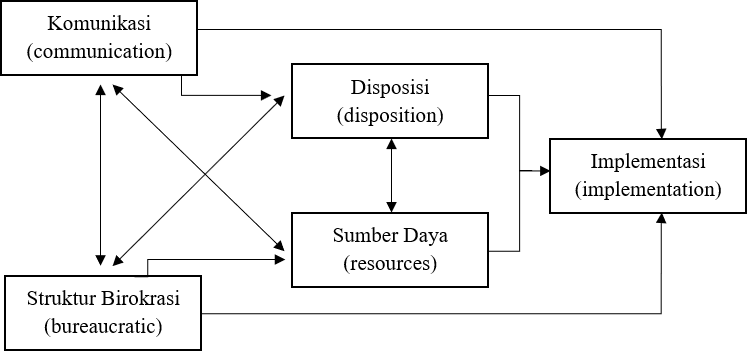 Komunikasi
(communication)
Disposisi
(disposition)
Implementasi
(implementation)
Sumber Daya
(resources)
Struktur Birokrasi
(bureaucratic)